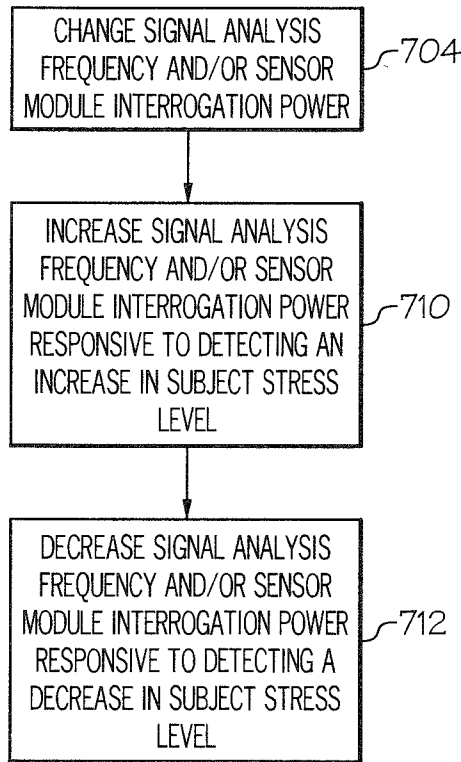 CHANGE SIGNAL ANALYSIS
FREQUENCY AND/OR SENSOR
MODULE INTERROGATION POWER
704
INCREASE SIGNAL ANALYSIS
FREQUENCY AND/OR SENSOR
MODULE INTERROGATION POWER
RESPONSIVE TO DETECTING AN
INCREASE IN SUBJECT STRESS
LEVEL
710
DECREASE SIGNAL ANALYSIS
FREQUENCY AND/OR SENSOR
MODULE INTERROGATION POWER
RESPONSIVE TO DETECTING A
DECREASE IN SUBJECT STRESS
LEVEL
712